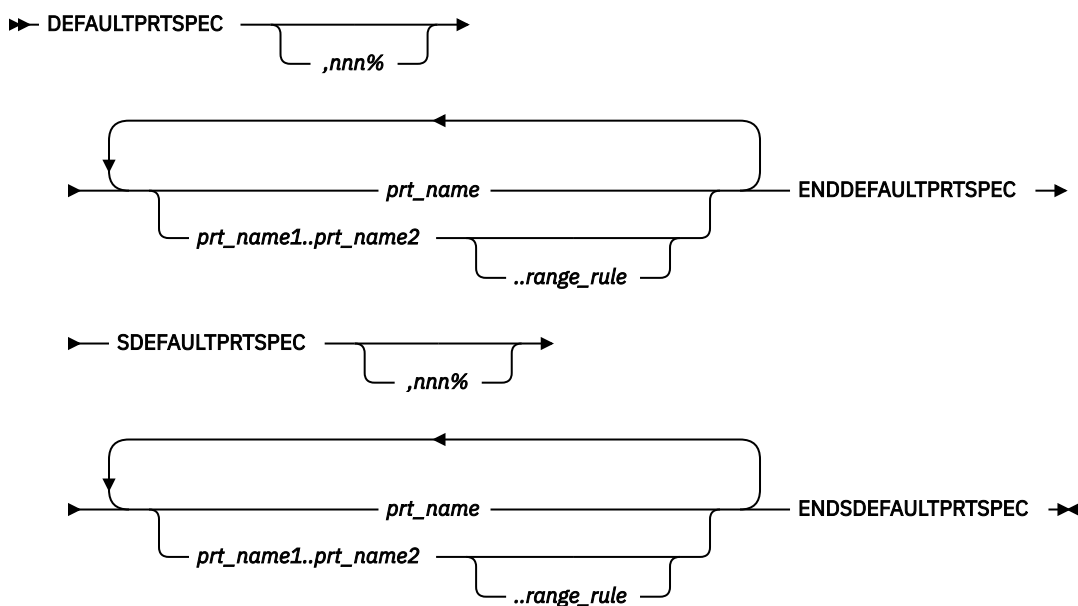 DEFAULTPRTSPEC
,nnn%
prt_name
ENDDEFAULTPRTSPEC
prt_name1..prt_name2
..range_rule
SDEFAULTPRTSPEC
,nnn%
prt_name
ENDSDEFAULTPRTSPEC
prt_name1..prt_name2
..range_rule